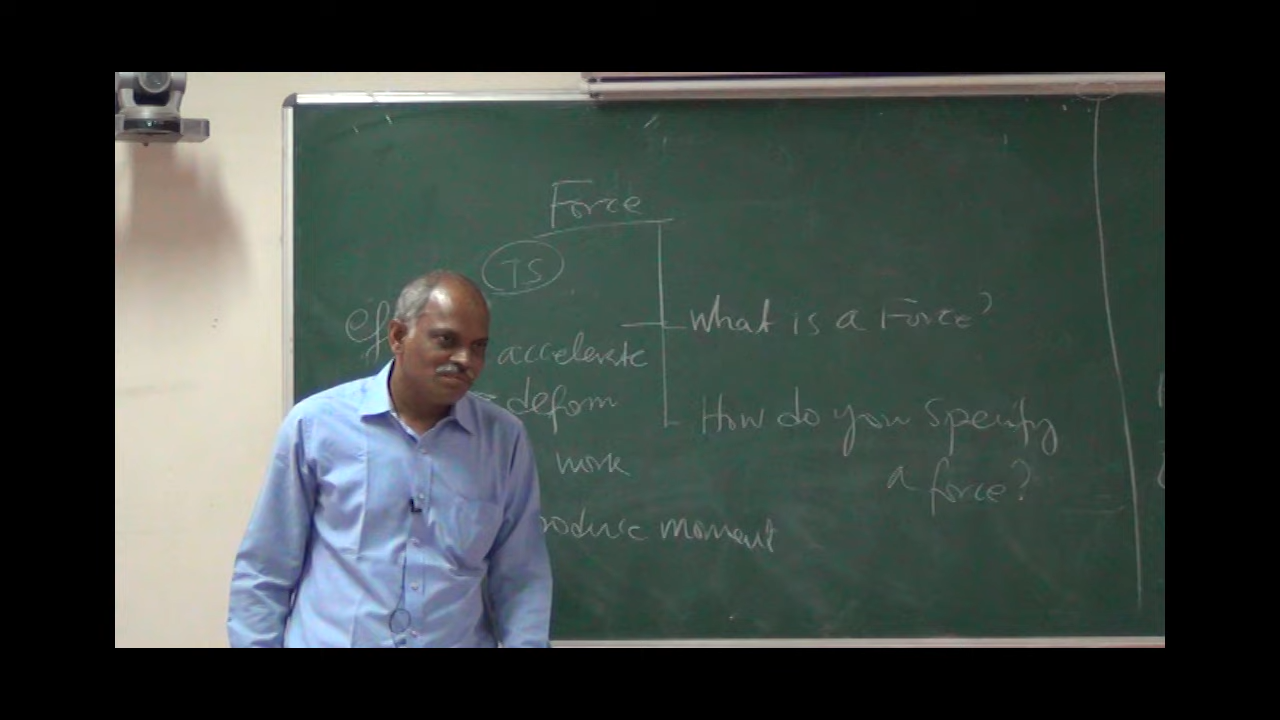 Force
TS
What is a Force?
accelerate
deform
How do you specify
a force?
work
moment